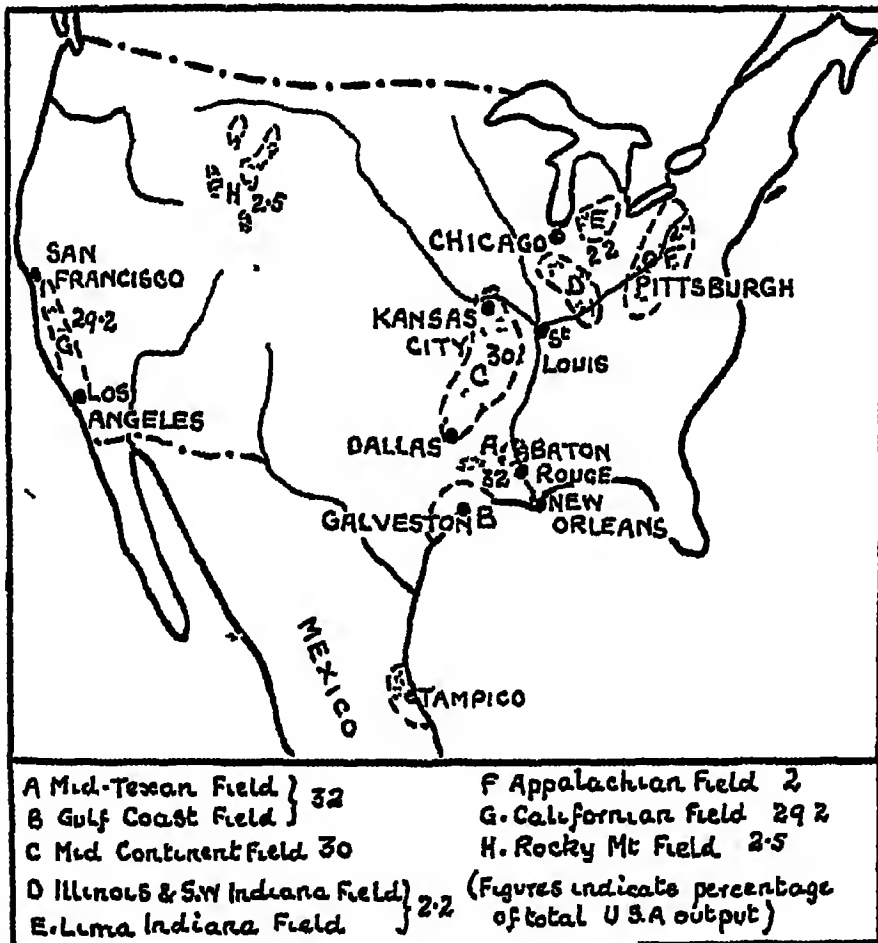 H
2.5
SAN
FRANCISCO
29.2
G
LOS
ANGELES
CHICAGO
E
22
D
F
PITTSBURGH
KANSAS
CITY
30
C
St
LOUIS
DALLAS
A
BATON
ROUGE
32
NEW
ORLEANS
GALVESTON B
MEXICO
TAMPICO
A Mid-Texan Field } 32
B Gulf Coast Field
C Mid Continent Field 30
D Illinois & S.W Indiana Field } 2.2
E. Lima Indiana Field
F Appalachian Field 2
G. Californian Field 29 2
H. Rocky Mt Field 2.5
(Figures indicate percentage
of total U S A output)